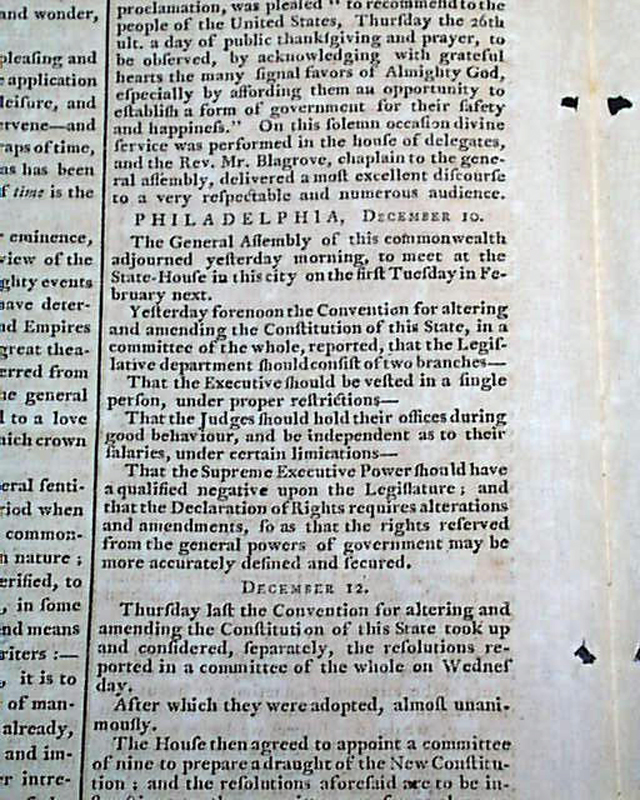 and wonder,
pleasing and
e application
leisure, and
rvene—and
raps of time,
as has been
f time is the
r eminence,
view of the
ghty events
have deter-
nd Empires
great thea-
erred from
he general
l to a love
hich crown
eral senti-
riod when
common-
n nature ;
erified, to
, in some
nd means
riters :—
, it is to
of man-
already,
and im-
r intre-
proclamation, was pleased "to recommend to the
people of the United States, Thurſday the 26th
ult. a day of public thankſgiving and prayer, to
be obſerved, by acknowledging with grateful
hearts the many ſignal favors of Almighty God,
eſpecially by affording them an opportunity to
eſtabliſh a form of government for their ſafety
and happineſs." On this ſolemn occaſion divine
ſervice was performed in the houſe of delegates,
and the Rev. Mr. Blagrove, chaplain to the gene-
ral aſſembly, delivered a moſt excellent diſcourſe
to a very reſpectable and numerous audience.
PHILADELPHIA, December 10.
The General Aſſembly of this commonwealth
adjourned yeſterday morning, to meet at the
State-Houſe in this city on the firſt Tueſday in Fe-
bruary next.
Yeſterday forenoon the Convention for altering
and amending the Conſtitution of this State, in a
committee of the whole, reported, that the Legiſ-
lative department ſhould conſiſt of two branches—
That the Executive ſhould be veſted in a ſingle
perſon, under proper reſtrictions—
That the Judges ſhould hold their offices during
good behaviour, and be independent as to their
ſalaries, under certain limitations—
That the Supreme Executive Power ſhould have
a qualified negative upon the Legiſlature ; and
that the Declaration of Rights requires alterations
and amendments, ſo as that the rights reſerved
from the general powers of government may be
more accurately defined and ſecured.
December 12.
Thurſday laſt the Convention for altering and
amending the Conſtitution of this State took up
and conſidered, ſeparately, the reſolutions re-
ported in a committee of the whole on Wedneſ
day.
After which they were adopted, almoſt unani-
mouſly.
The Houſe then agreed to appoint a committee
of nine to prepare a draught of the New Conſtitu-
tion ; and the reſolutions aforeſaid are to be in-